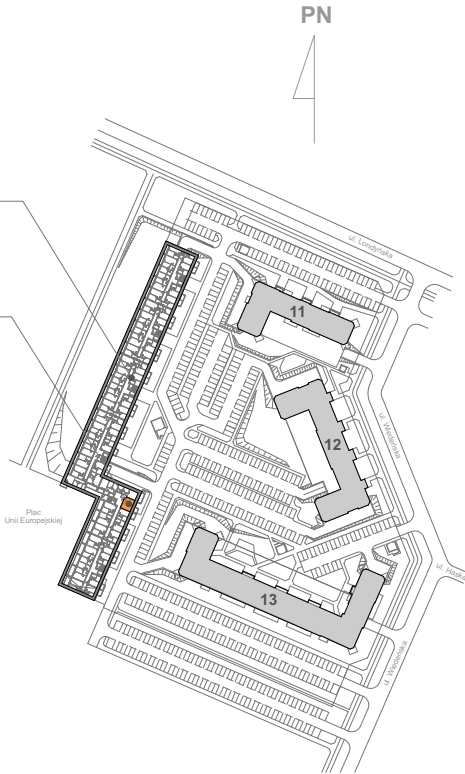 PN
ul. Londyńska
11
12
ul. Wiedeńska
Plac
Unii Europejskiej
13
ul. Haska
ul. Wiedeńska